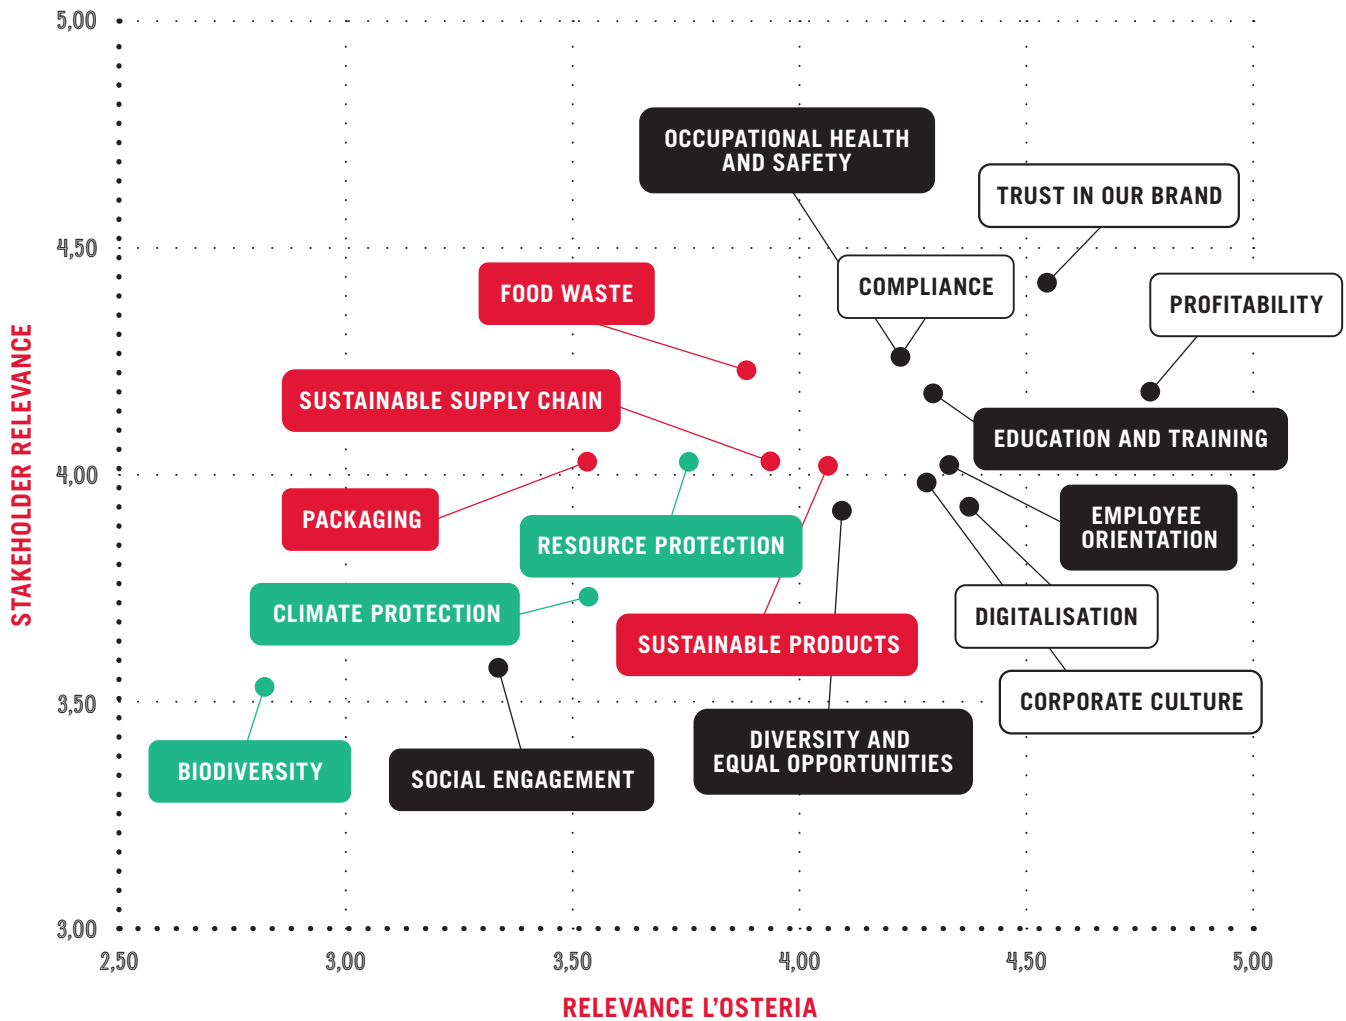 5,00
OCCUPATIONAL HEALTH
AND SAFETY
TRUST IN OUR BRAND
4,50
COMPLIANCE
FOOD WASTE
PROFITABILITY
SUSTAINABLE SUPPLY CHAIN
EDUCATION AND TRAINING
STAKEHOLDER RELEVANCE
4,00
PACKAGING
EMPLOYEE
ORIENTATION
RESOURCE PROTECTION
CLIMATE PROTECTION
DIGITALISATION
SUSTAINABLE PRODUCTS
3,50
CORPORATE CULTURE
DIVERSITY AND
EQUAL OPPORTUNITIES
BIODIVERSITY
SOCIAL ENGAGEMENT
3,00
2,50
3,00
3,50
4,00
4,50
5,00
RELEVANCE L'OSTERIA